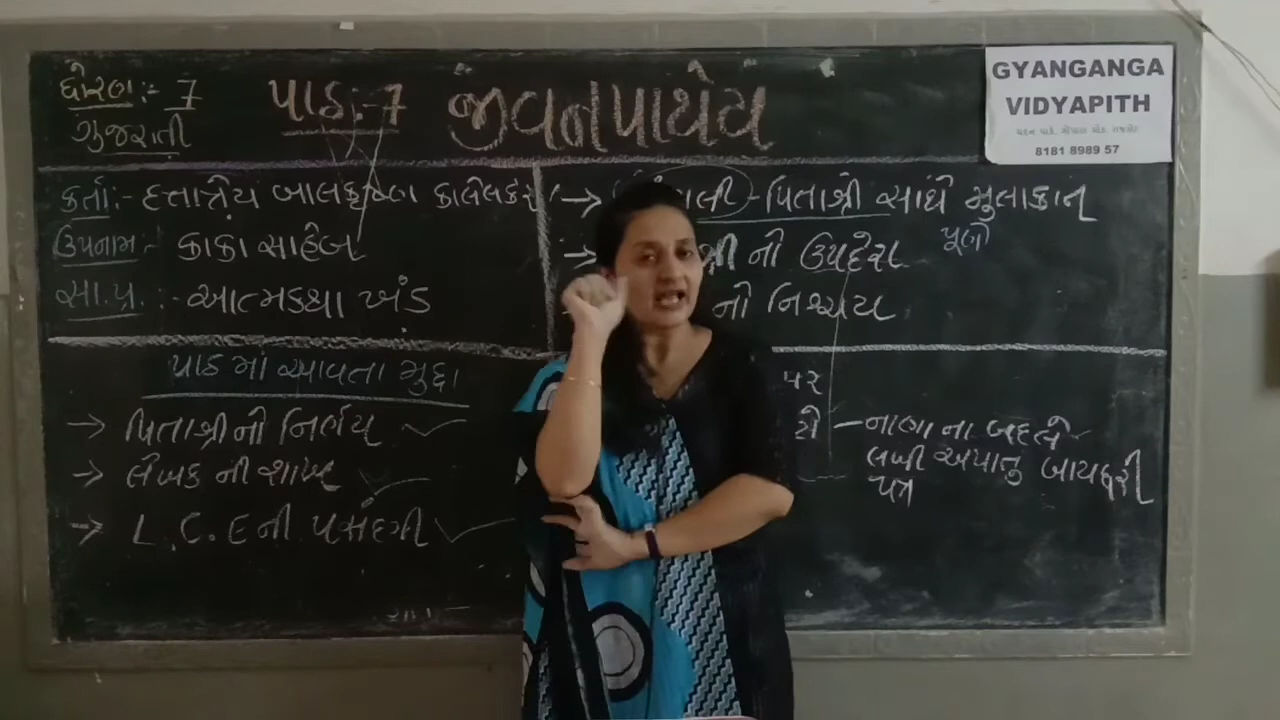 ધોરણ:- 7
ગુજરાતી
પાઠ:-7 જીવનપાથેય
GYANGANGA
VIDYAPITH
8181 8989 57
કર્તા:- દત્તાત્રેય બાલકૃષ્ણ કાલેલકર
ઉપનામ:- કાકા સાહેબ
સા.પ્ર. :- આત્મકથા ખંડ
→ પિતાશ્રી સાથે મુલાકાત
પૂણે
→ નો ઉપદેશ
નો નિશ્ચય
પાઠ માં આવતા મુદ્દા
→ પિતાશ્રીનો નિર્ણય
→ લેખક ની શાખ
→ L.C.E ની પસંદગી
પર
ટો – નાણા ના બદલે
લખી અપાતુ બાયધરી
પત્ર